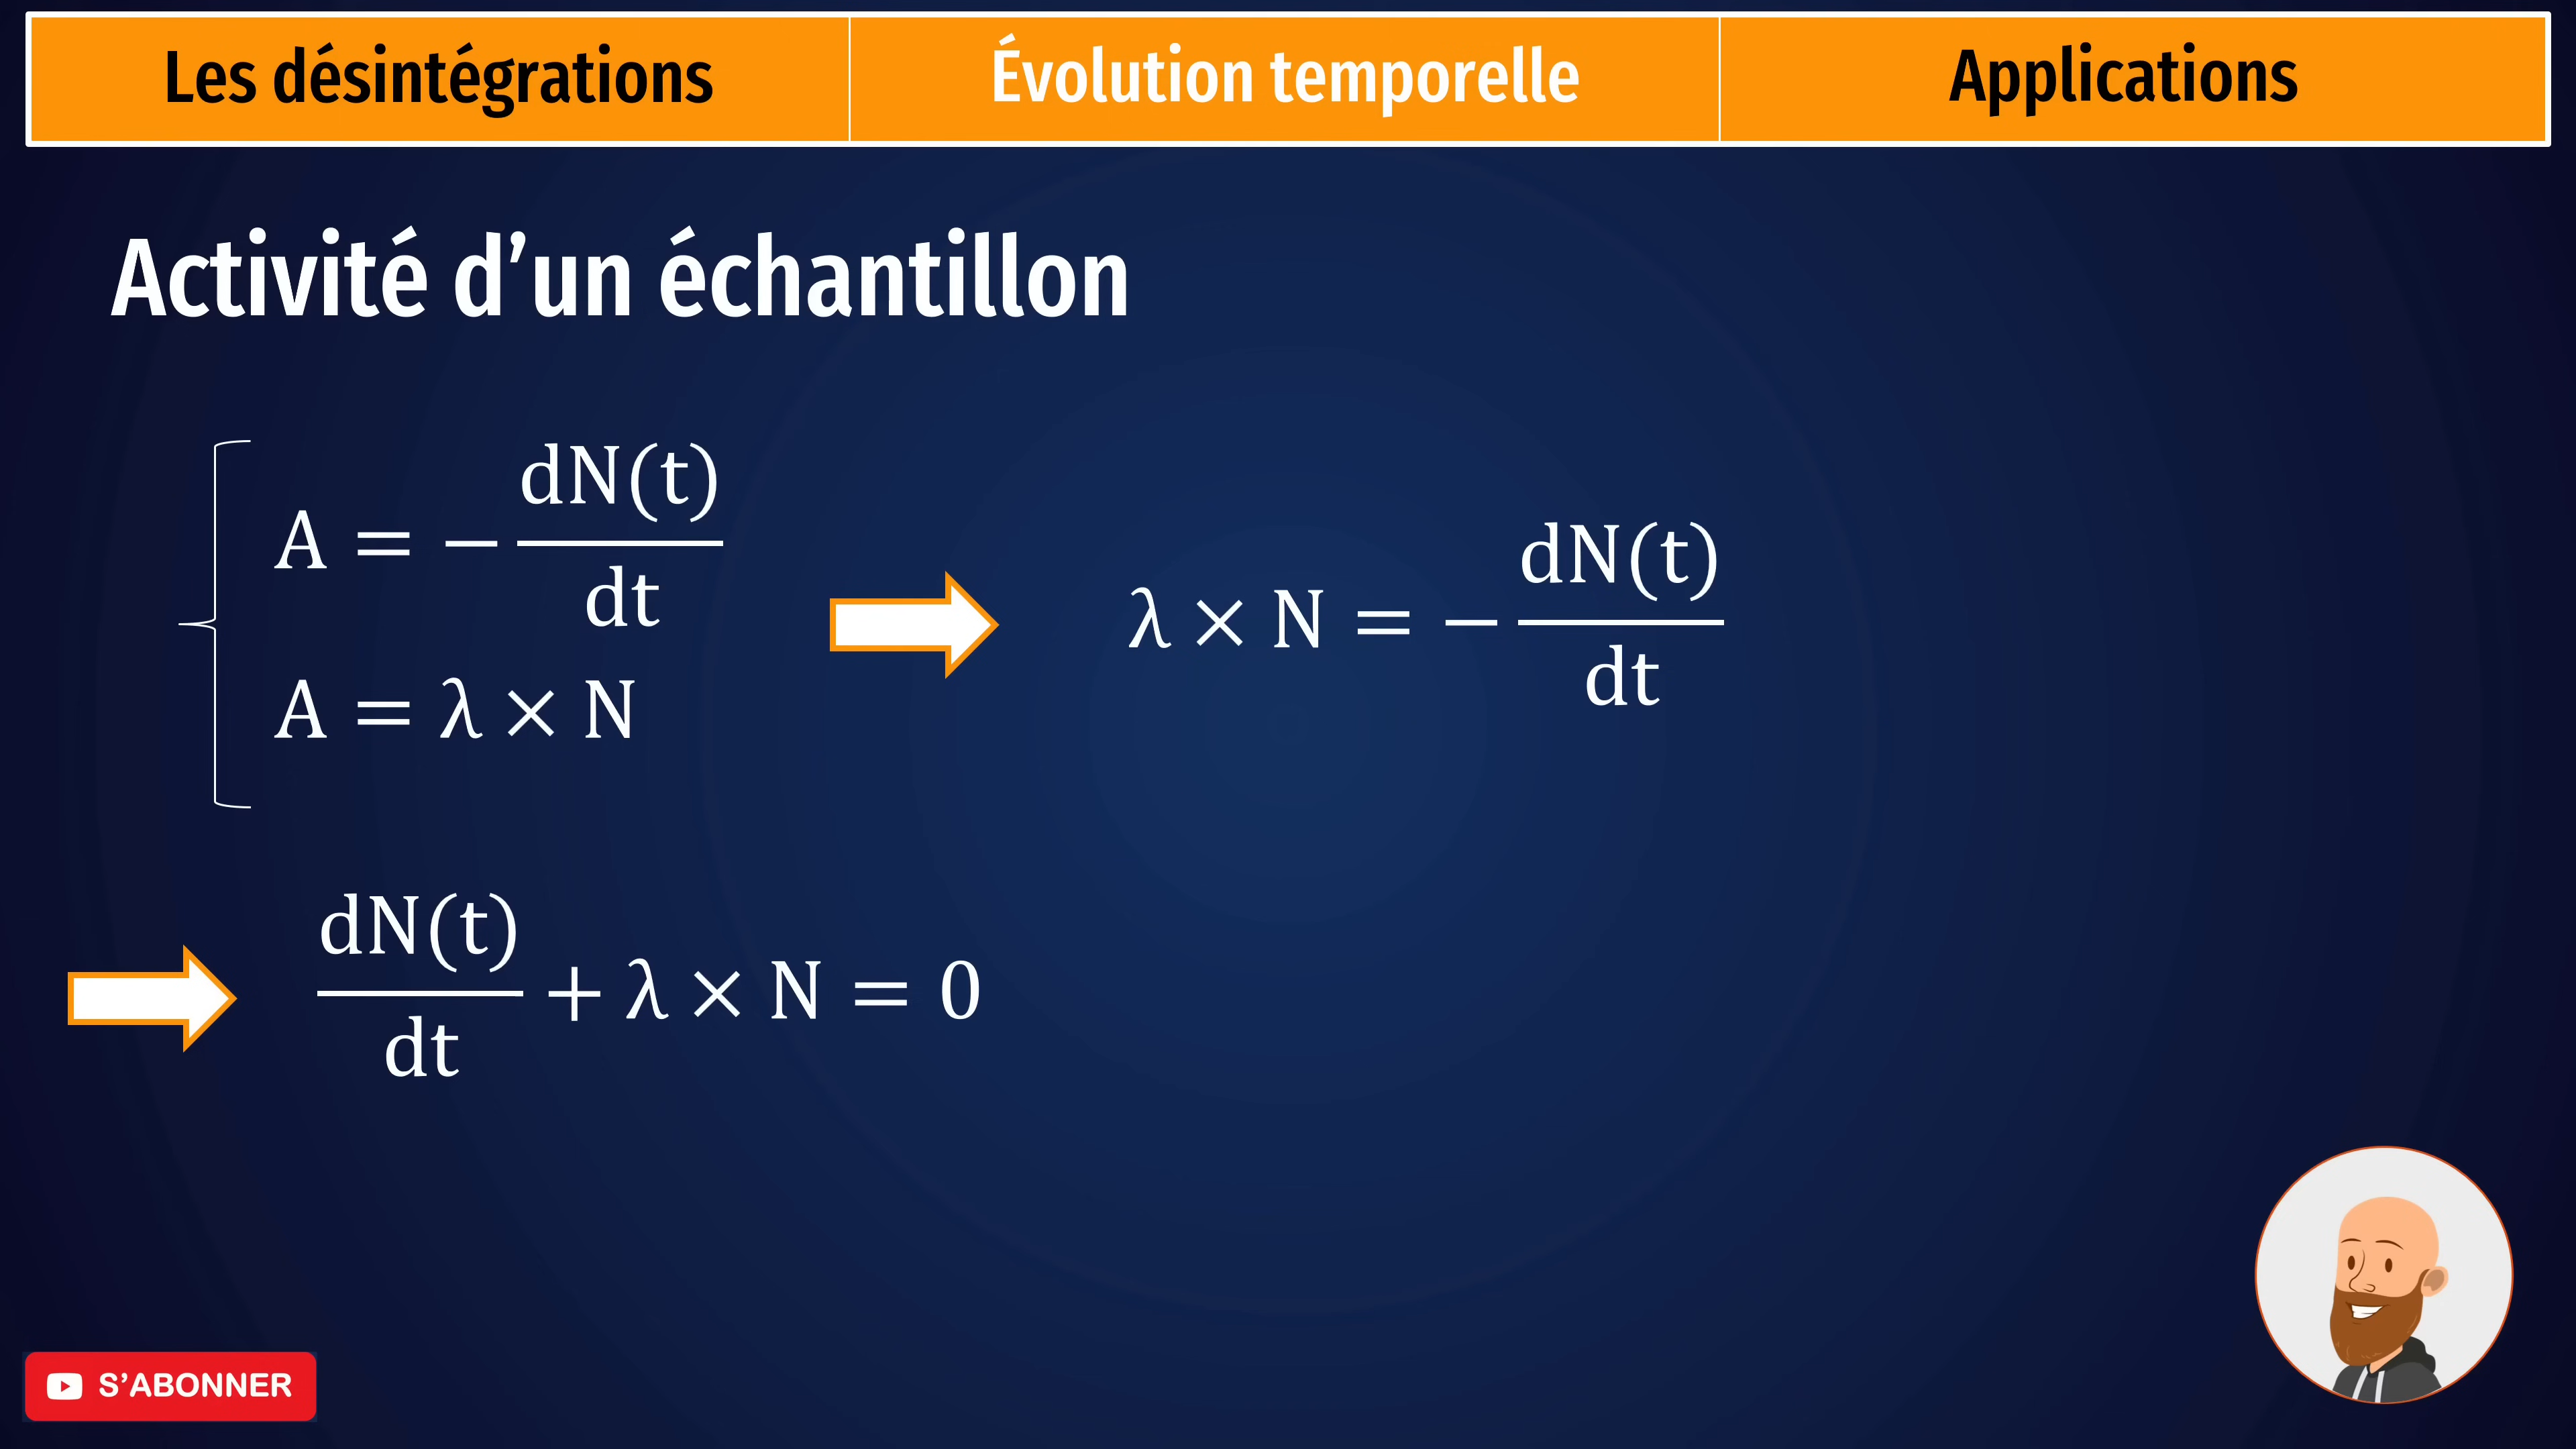 Les désintégrations
Évolution temporelle
Applications
Activité d’un échantillon
A = − dN(t)/dt
A = λ × N
λ × N = − dN(t)/dt
dN(t)/dt + λ × N = 0
S’ABONNER